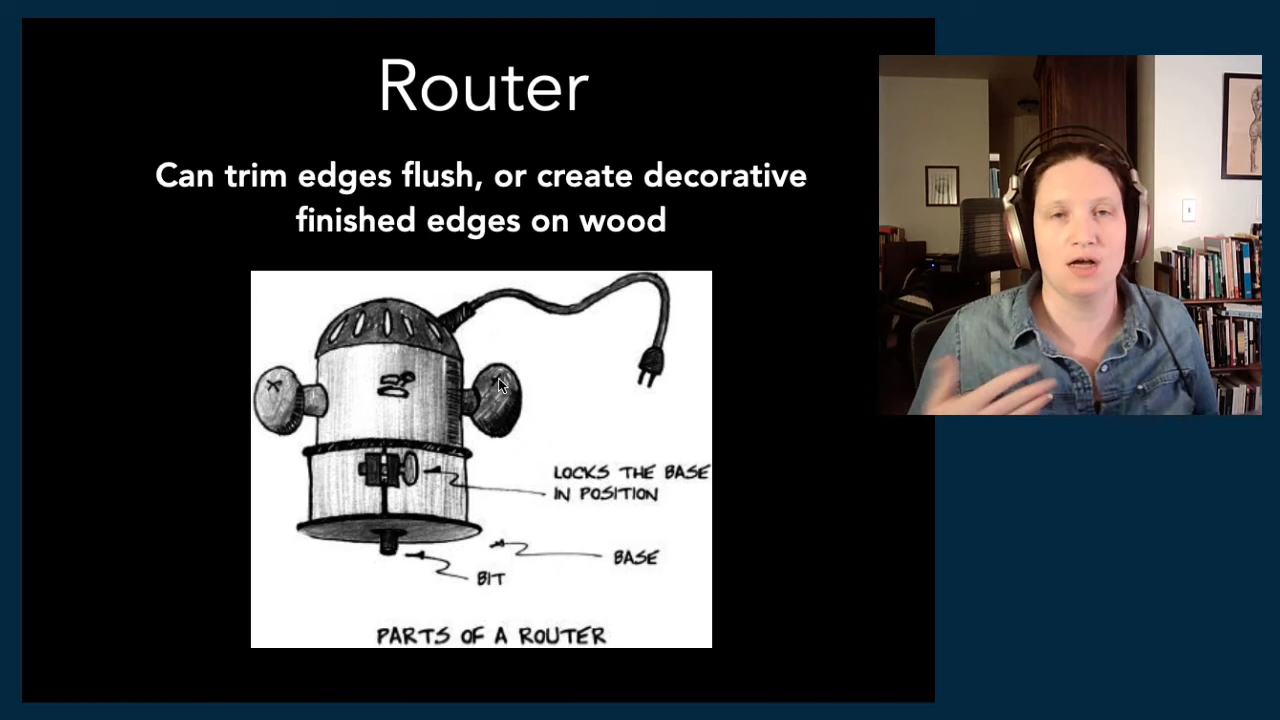 Router
Can trim edges flush, or create decorative
finished edges on wood
LOCKS THE BASE
IN POSITION
BASE
BIT
PARTS OF A ROUTER